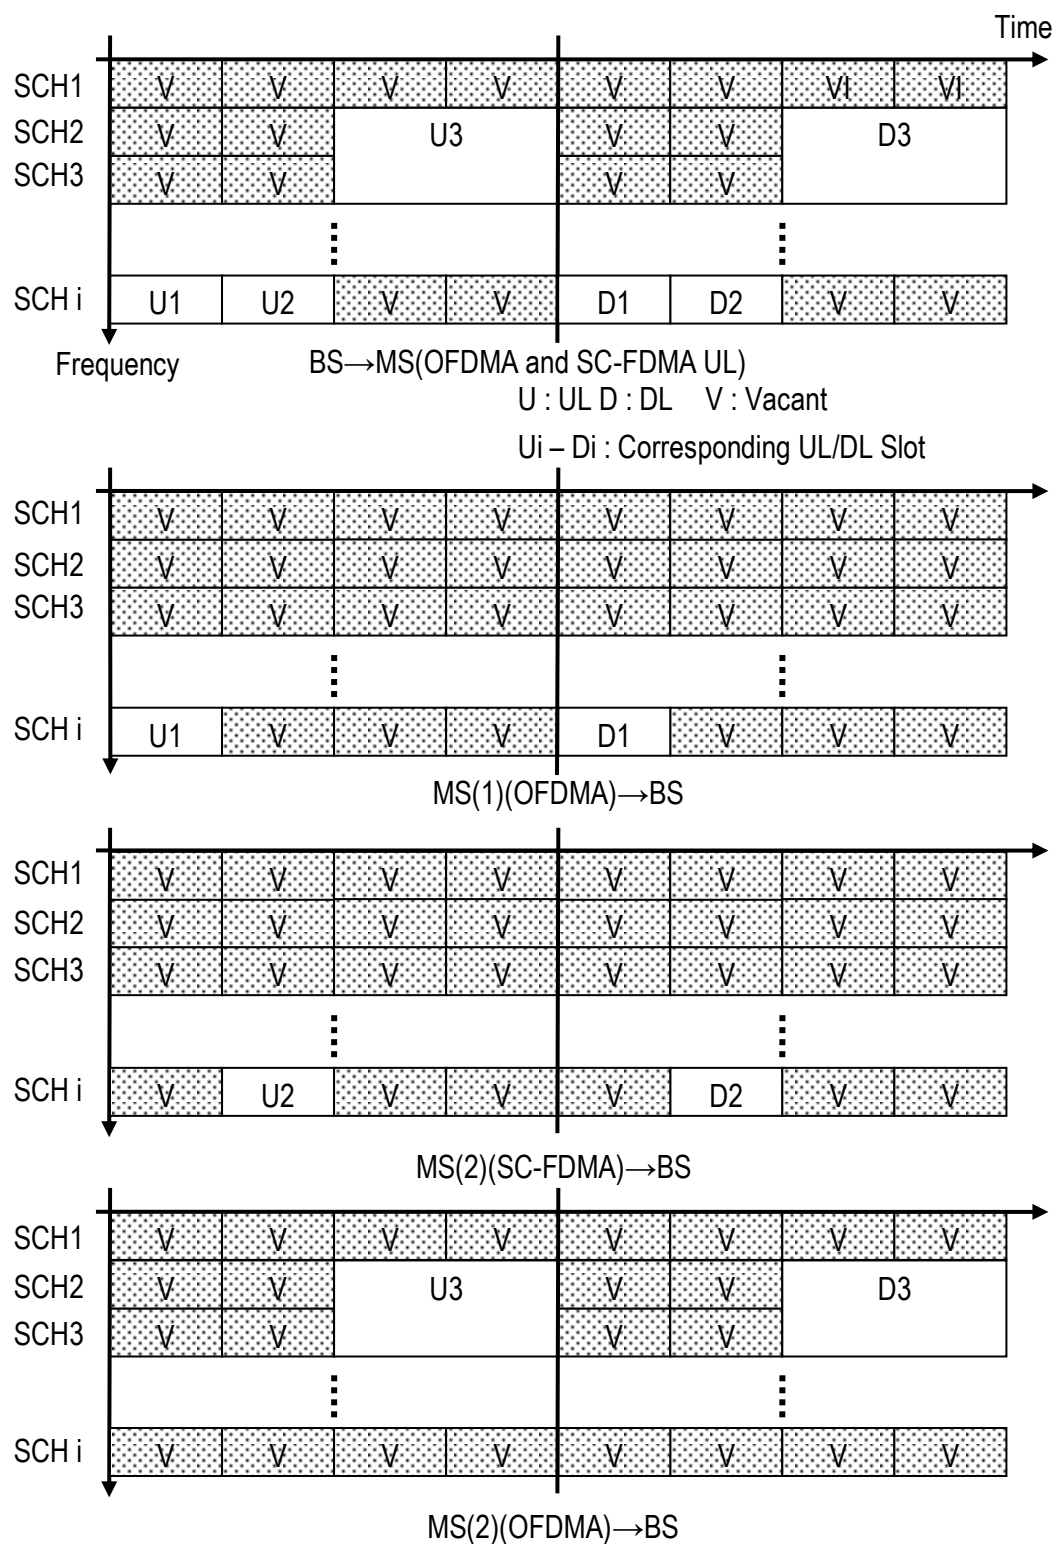 Time
SCH1 V V V V V V VI VI
SCH2 V V U3 V V D3
SCH3 V V V V
SCH i U1 U2 V V D1 D2 V V
Frequency BS→MS(OFDMA and SC-FDMA UL)
U : UL D : DL V : Vacant
Ui – Di : Corresponding UL/DL Slot
SCH1 V V V V V V V V
SCH2 V V V V V V V V
SCH3 V V V V V V V V
SCH i U1 V V V D1 V V V
MS(1)(OFDMA)→BS
SCH1 V V V V V V V V
SCH2 V V V V V V V V
SCH3 V V V V V V V V
SCH i V U2 V V V D2 V V
MS(2)(SC-FDMA)→BS
SCH1 V V V V V V V V
SCH2 V V U3 V V D3
SCH3 V V V V
SCH i V V V V V V V V
MS(2)(OFDMA)→BS